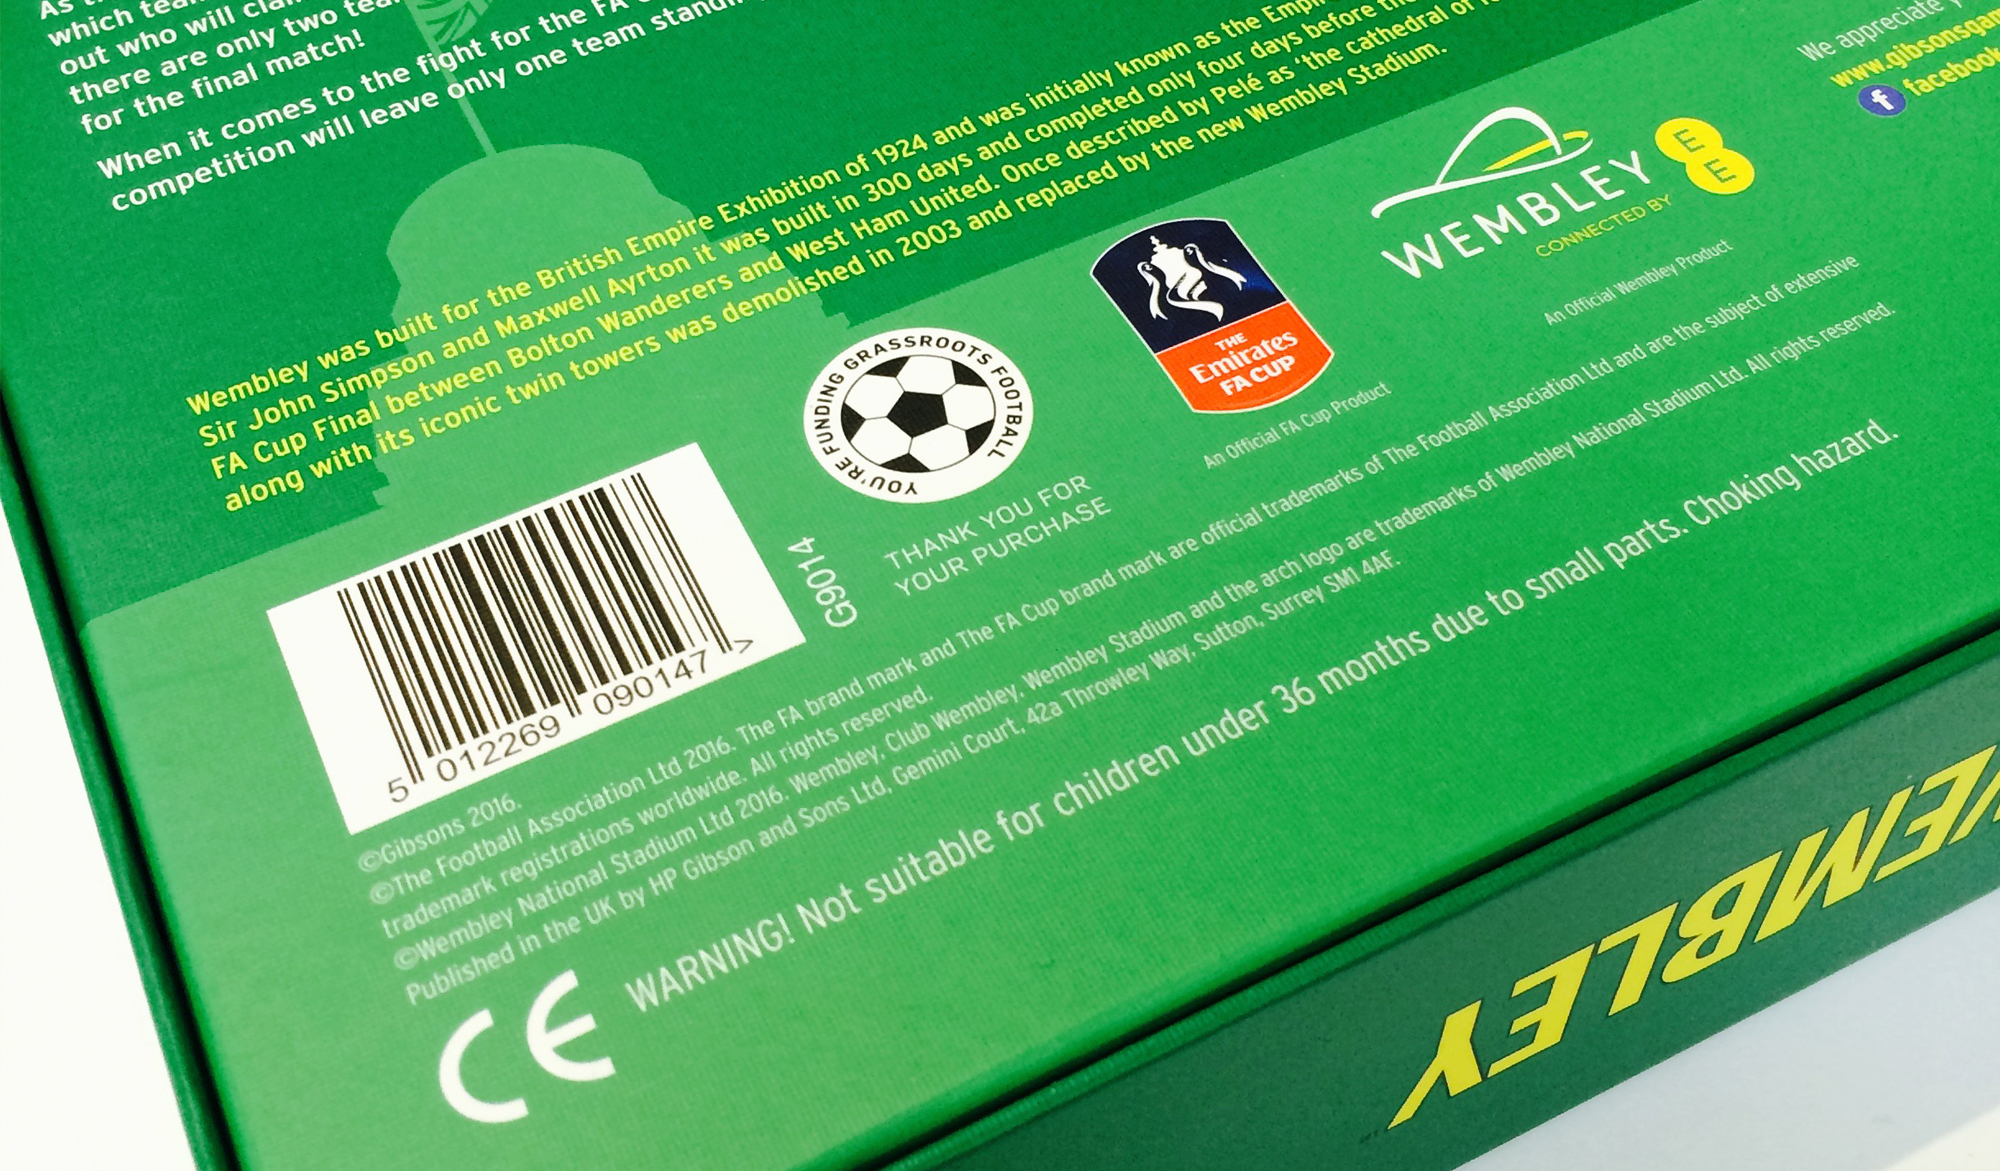 which team
out who will
there are only two
for the final match!
When it comes to the fight for the FA
competition will leave only one team
Wembley was built for the British Empire Exhibition of 1924 and was initially known as the
Sir John Simpson and Maxwell Ayrton it was built in 300 days and completed only four days before
FA Cup Final between Bolton Wanderers and West Ham United. Once described by Pelé as 'the cathedral of
along with its iconic twin towers was demolished in 2003 and replaced by the new Wembley Stadium.
We appreciate
facebook
WEMBLEY
CONNECTED BY
EE
An Official Wembley Product
THE
Emirates
FA CUP
An Official FA Cup Product
YOU'RE FUNDING GRASSROOTS FOOTBALL
THANK YOU FOR
YOUR PURCHASE
G9014
5 012269 090147 >
©Gibsons 2016.
©The Football Association Ltd 2016. The FA brand mark and The FA Cup brand mark are official trademarks of The Football Association Ltd and are the subject of extensive
trademark registrations worldwide. All rights reserved.
©Wembley National Stadium Ltd 2016. Wembley, Club Wembley, Wembley Stadium and the arch logo are trademarks of Wembley National Stadium Ltd. All rights reserved.
Published in the UK by HP Gibson and Sons Ltd, Gemini Court, 42a Throwley Way, Sutton, Surrey SM1 4AF.
CE WARNING! Not suitable for children under 36 months due to small parts. Choking hazard.
WEMBLEY